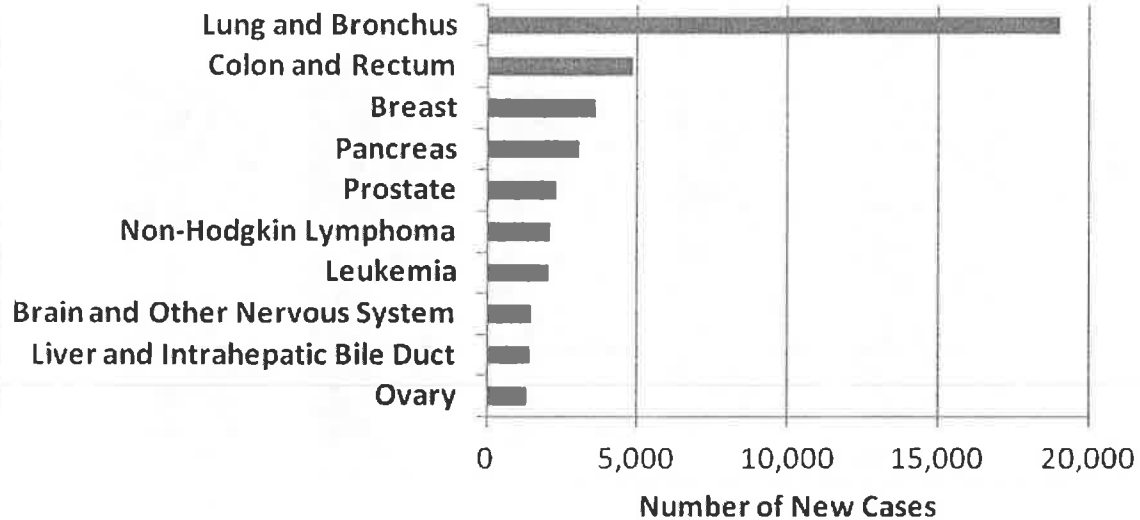 Lung and Bronchus
Colon and Rectum
Breast
Pancreas
Prostate
Non-Hodgkin Lymphoma
Leukemia
Brain and Other Nervous System
Liver and Intrahepatic Bile Duct
Ovary
0 5,000 10,000 15,000 20,000
Number of New Cases